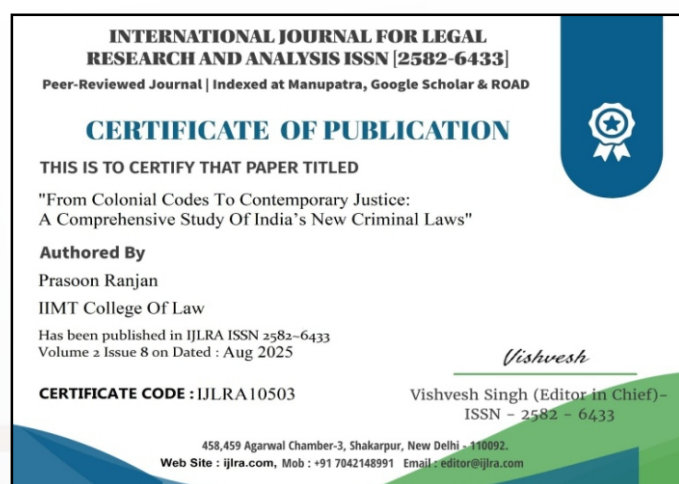 INTERNATIONAL JOURNAL FOR LEGAL
RESEARCH AND ANALYSIS ISSN [2582-6433]
Peer-Reviewed Journal | Indexed at Manupatra, Google Scholar & ROAD
CERTIFICATE OF PUBLICATION
THIS IS TO CERTIFY THAT PAPER TITLED
"From Colonial Codes To Contemporary Justice:
A Comprehensive Study Of India's New Criminal Laws"
Authored By
Prasoon Ranjan
IIMT College Of Law
Has been published in IJLRA ISSN 2582-6433
Volume 2 Issue 8 on Dated : Aug 2025
Vishvesh
CERTIFICATE CODE : IJLRA10503
Vishvesh Singh (Editor in Chief)-
ISSN - 2582 - 6433
458,459 Agarwal Chamber-3, Shakarpur, New Delhi - 110092.
Web Site : ijlra.com, Mob : +91 7042148991 Email : editor@ijlra.com